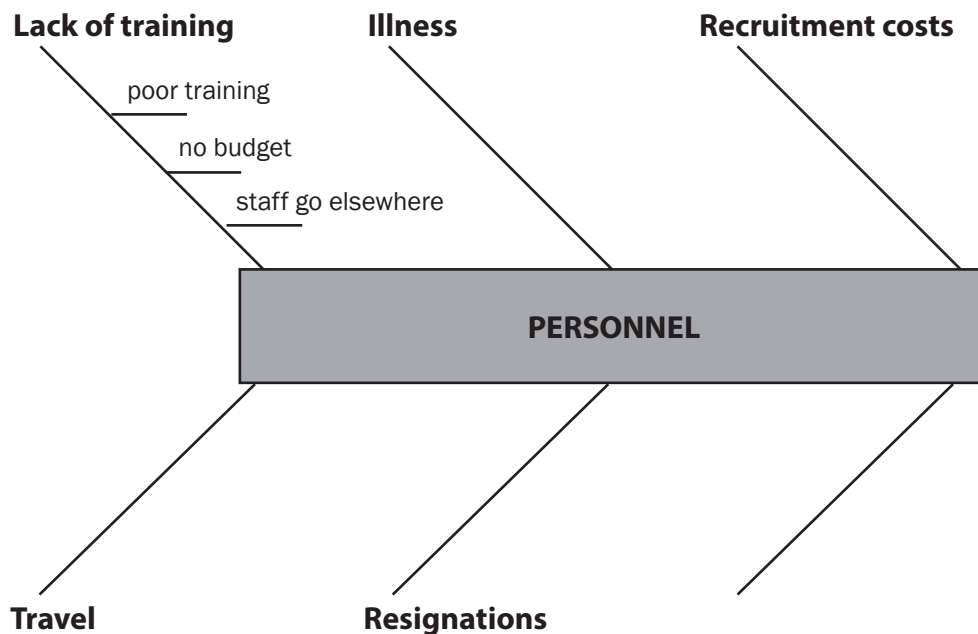 Lack of training
Illness
Recruitment costs
poor training
no budget
staff go elsewhere
PERSONNEL
Travel
Resignations